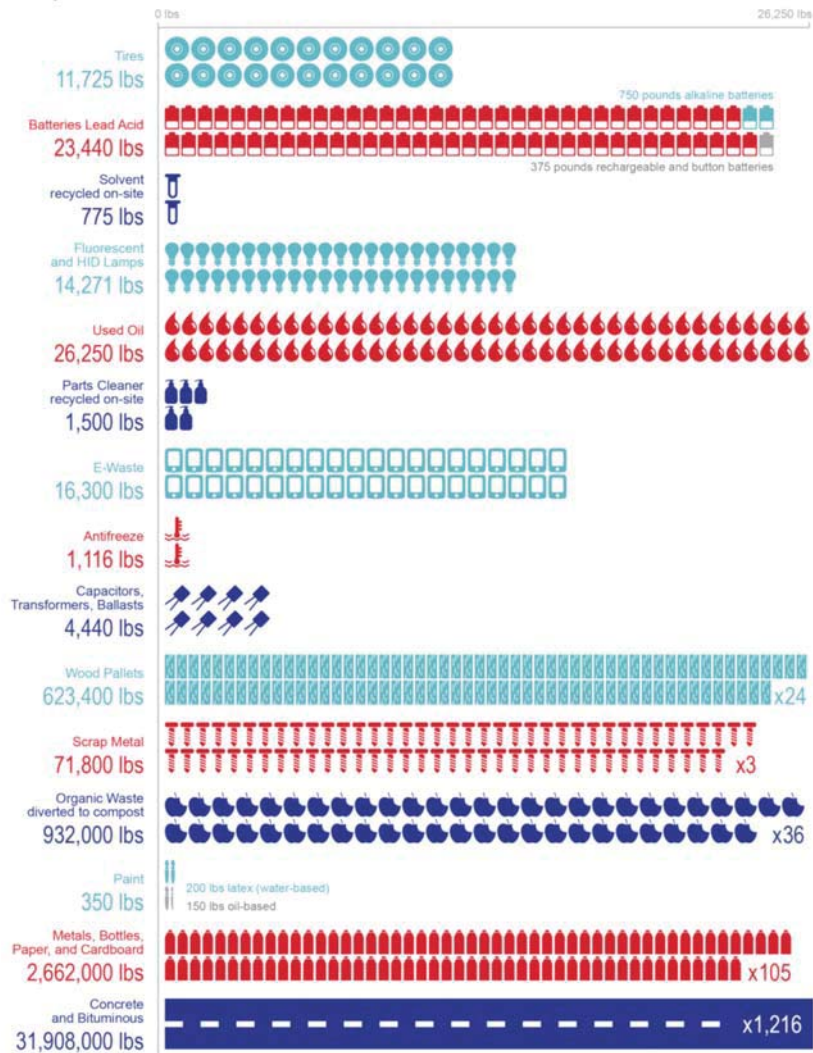 0 lbs
26,250 lbs
Tires
11,725 lbs
750 pounds alkaline batteries
Batteries Lead Acid
23,440 lbs
375 pounds rechargeable and button batteries
Solvent
recycled on-site
775 lbs
Fluorescent
and HID Lamps
14,271 lbs
Used Oil
26,250 lbs
Parts Cleaner
recycled on-site
1,500 lbs
E-Waste
16,300 lbs
Antifreeze
1,116 lbs
Capacitors,
Transformers, Ballasts
4,440 lbs
Wood Pallets
623,400 lbs
x24
Scrap Metal
71,800 lbs
x3
Organic Waste
diverted to compost
932,000 lbs
x36
Paint
350 lbs
200 lbs latex (water-based)
150 lbs oil-based
Metals, Bottles,
Paper, and Cardboard
2,662,000 lbs
x105
Concrete
and Bituminous
31,908,000 lbs
x1,216